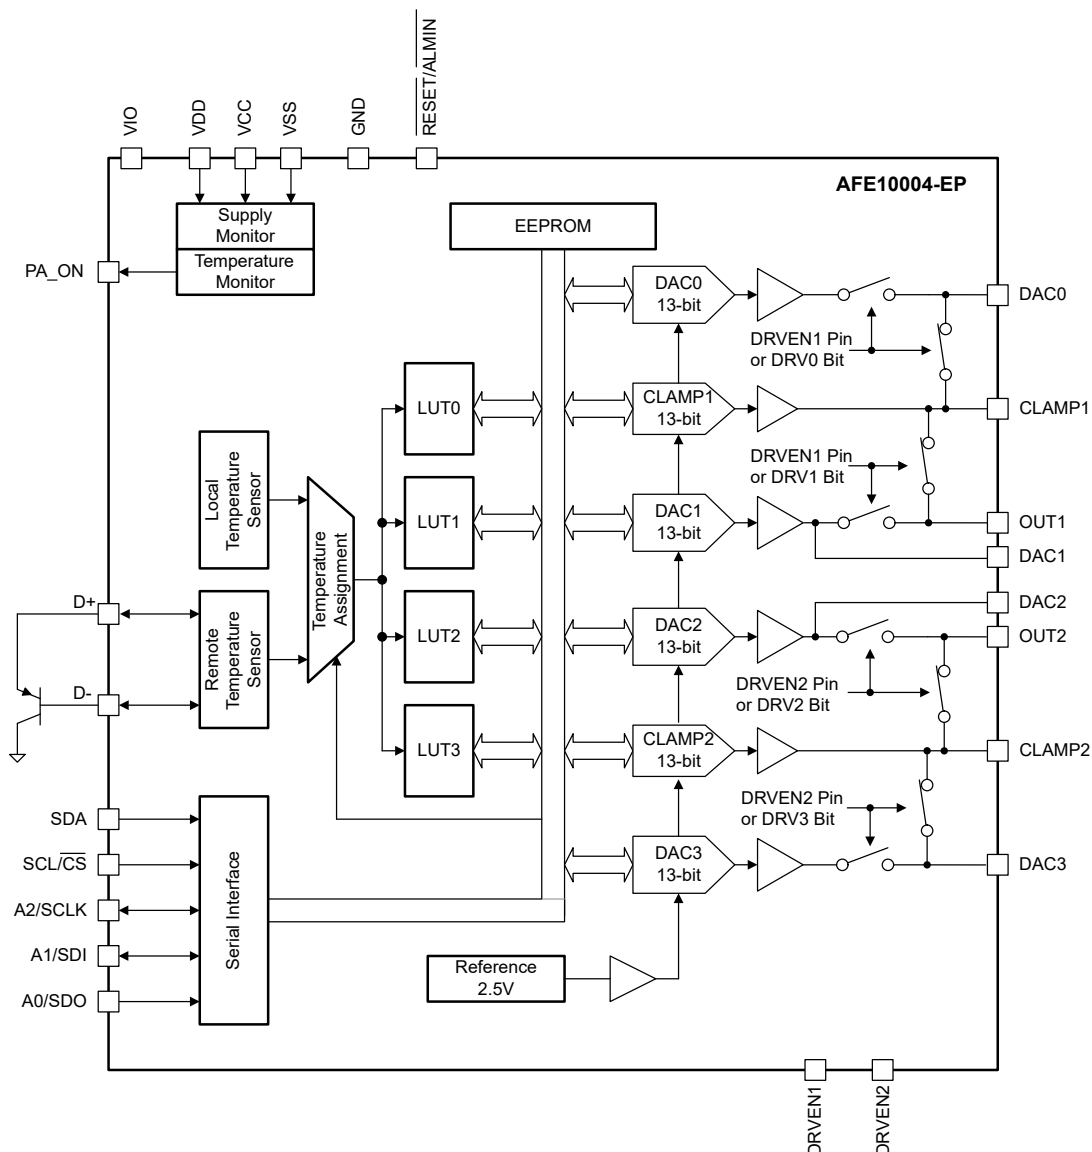 RESET/ALMIN
VIO
VDD
VCC
VSS
GND
AFE10004-EP
Supply
Monitor
Temperature
Monitor
PA_ON
EEPROM
DAC0
13-bit
DAC0
DRVEN1 Pin
or DRV0 Bit
LUT0
CLAMP1
13-bit
CLAMP1
DRVEN1 Pin
or DRV1 Bit
Local
Temperature
Sensor
LUT1
DAC1
13-bit
OUT1
DAC1
Temperature
Assignment
D+
Remote
Temperature
Sensor
D-
LUT2
DAC2
13-bit
DAC2
OUT2
DRVEN2 Pin
or DRV2 Bit
LUT3
CLAMP2
13-bit
CLAMP2
DRVEN2 Pin
or DRV3 Bit
SDA
SCL/CS
A2/SCLK
A1/SDI
A0/SDO
Serial Interface
DAC3
13-bit
DAC3
Reference
2.5V
DRVEN1
DRVEN2